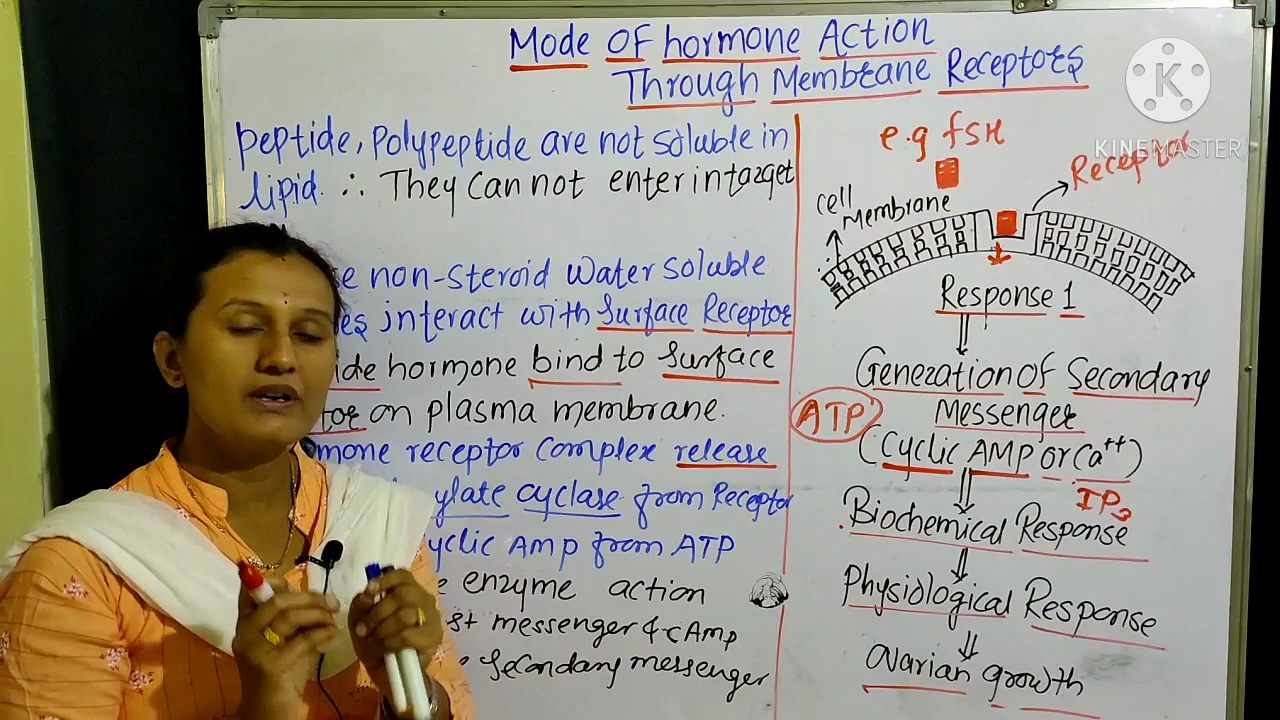 Mode Of hormone Action
Through Membrane Receptors
peptide, polypeptide are not soluble in
lipid. ∴ They Can not enter in target
non-steroid water soluble
interact with Surface Receptor
hormone bind to Surface
on plasma membrane.
receptor complex release
cyclase from Receptor
AMP from ATP
enzyme action
messenger & cAmp
Secondary messenger
e.g fSH
Receptor
cell
Membrane
Response 1
Generation Of Secondary
Messenger
ATP
(Cyclic AMP or Ca++)
IP3
Biochemical Response
Physiological Response
Ovarian growth
K
KINEMASTER